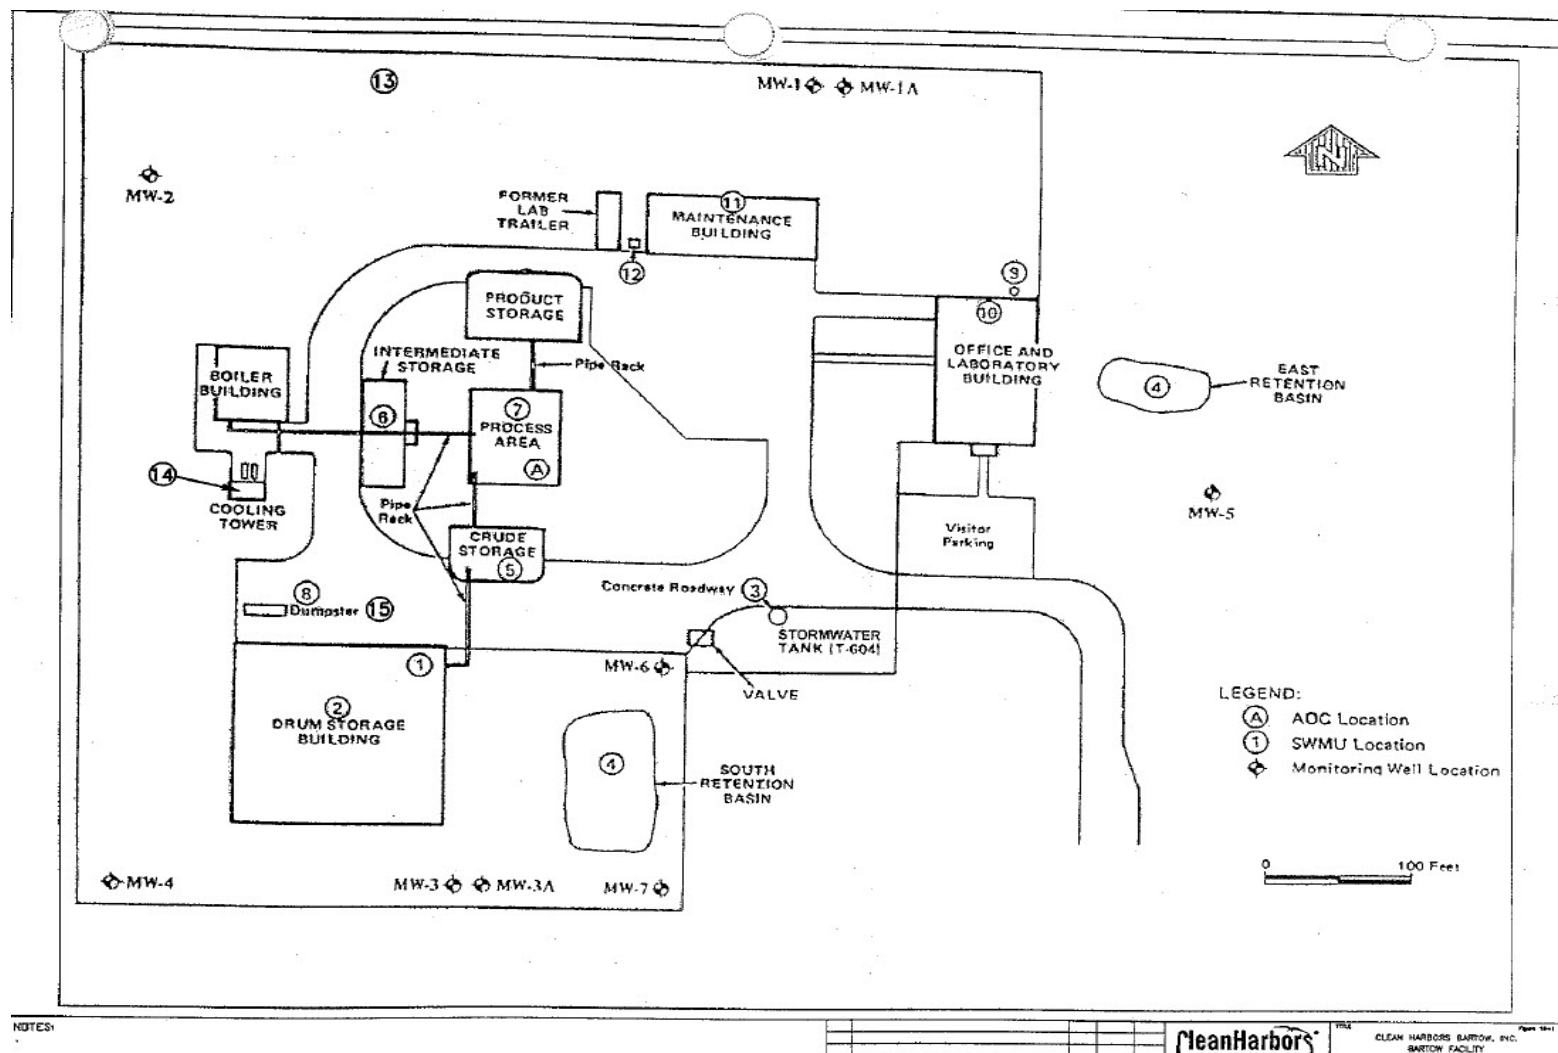 13
MW-1
MW-1A
N
MW-2
FORMER
LAB
TRAILER
11
MAINTENANCE
BUILDING
12
9
10
PRODUCT
STORAGE
INTERMEDIATE
STORAGE
Pipe Rack
OFFICE AND
LABORATORY
BUILDING
4
EAST
RETENTION
BASIN
BOILER
BUILDING
6
7
PROCESS
AREA
A
14
COOLING
TOWER
Pipe
Rack
MW-5
Visitor
Parking
CRUDE
STORAGE
5
8
Dumpster
15
Concrete Roadway
3
STORMWATER
TANK (T-604)
VALVE
MW-6
1
2
DRUM STORAGE
BUILDING
4
SOUTH
RETENTION
BASIN
LEGEND:
A AOC Location
1 SWMU Location
Monitoring Well Location
0 100 Feet
MW-4
MW-3
MW-3A
MW-7
NOTES:
CleanHarbors
TITLE
CLEAN HARBORS BARTOW, INC.
BARTOW FACILITY